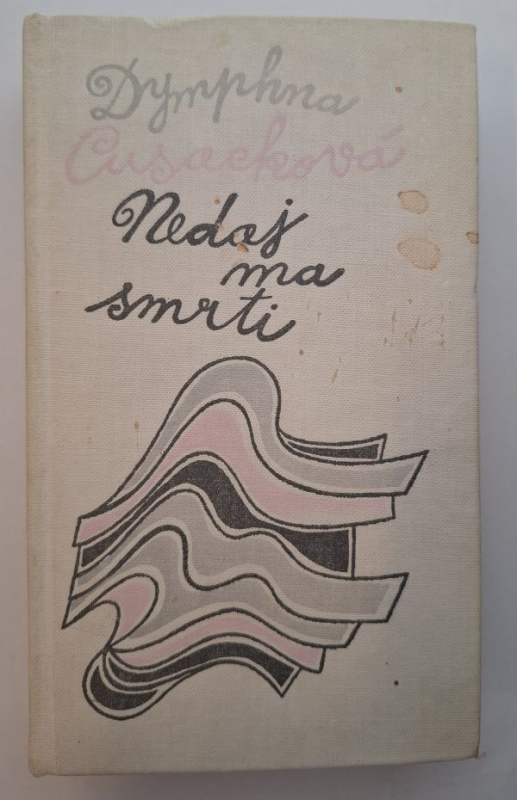 Dymphna
Cusacková
Nedaj
ma
smrti